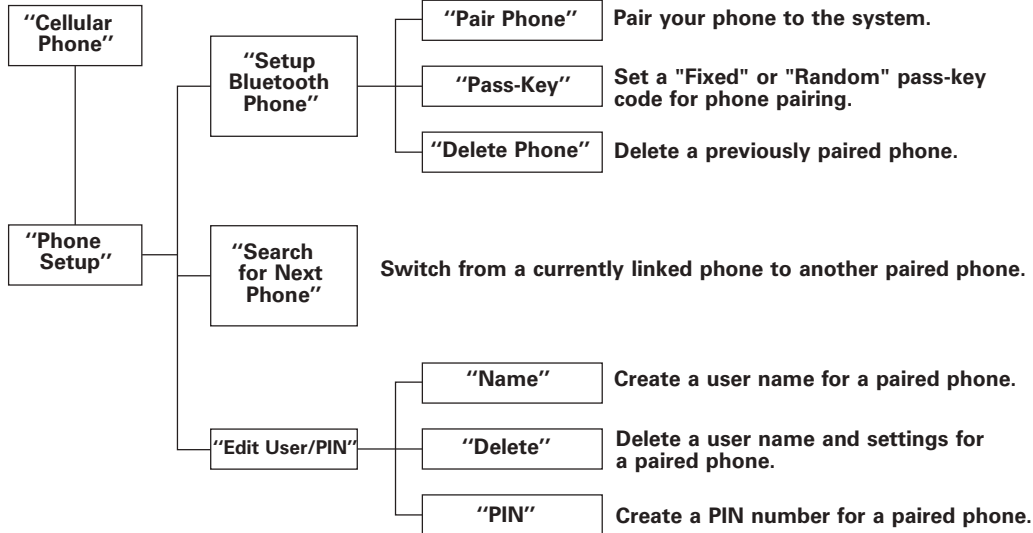 "Cellular
Phone"
"Phone
Setup"
"Setup
Bluetooth
Phone"
"Pair Phone"
Pair your phone to the system.
"Pass-Key"
Set a "Fixed" or "Random" pass-key
code for phone pairing.
"Delete Phone"
Delete a previously paired phone.
"Search
for Next
Phone"
Switch from a currently linked phone to another paired phone.
"Edit User/PIN"
"Name"
Create a user name for a paired phone.
"Delete"
Delete a user name and settings for
a paired phone.
"PIN"
Create a PIN number for a paired phone.